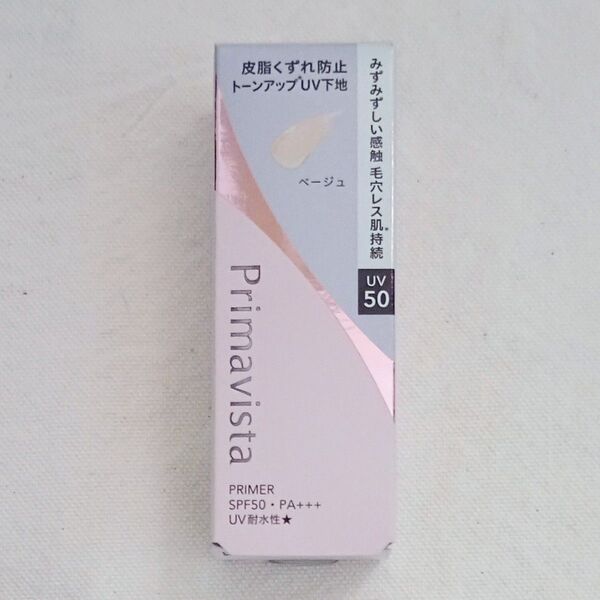 皮脂くずれ防止
トーンアップ*UV下地
ベージュ
みずみずしい感触 毛穴レス肌※持続
UV
50
Primavista
PRIMER
SPF50・PA+++
UV耐水性★